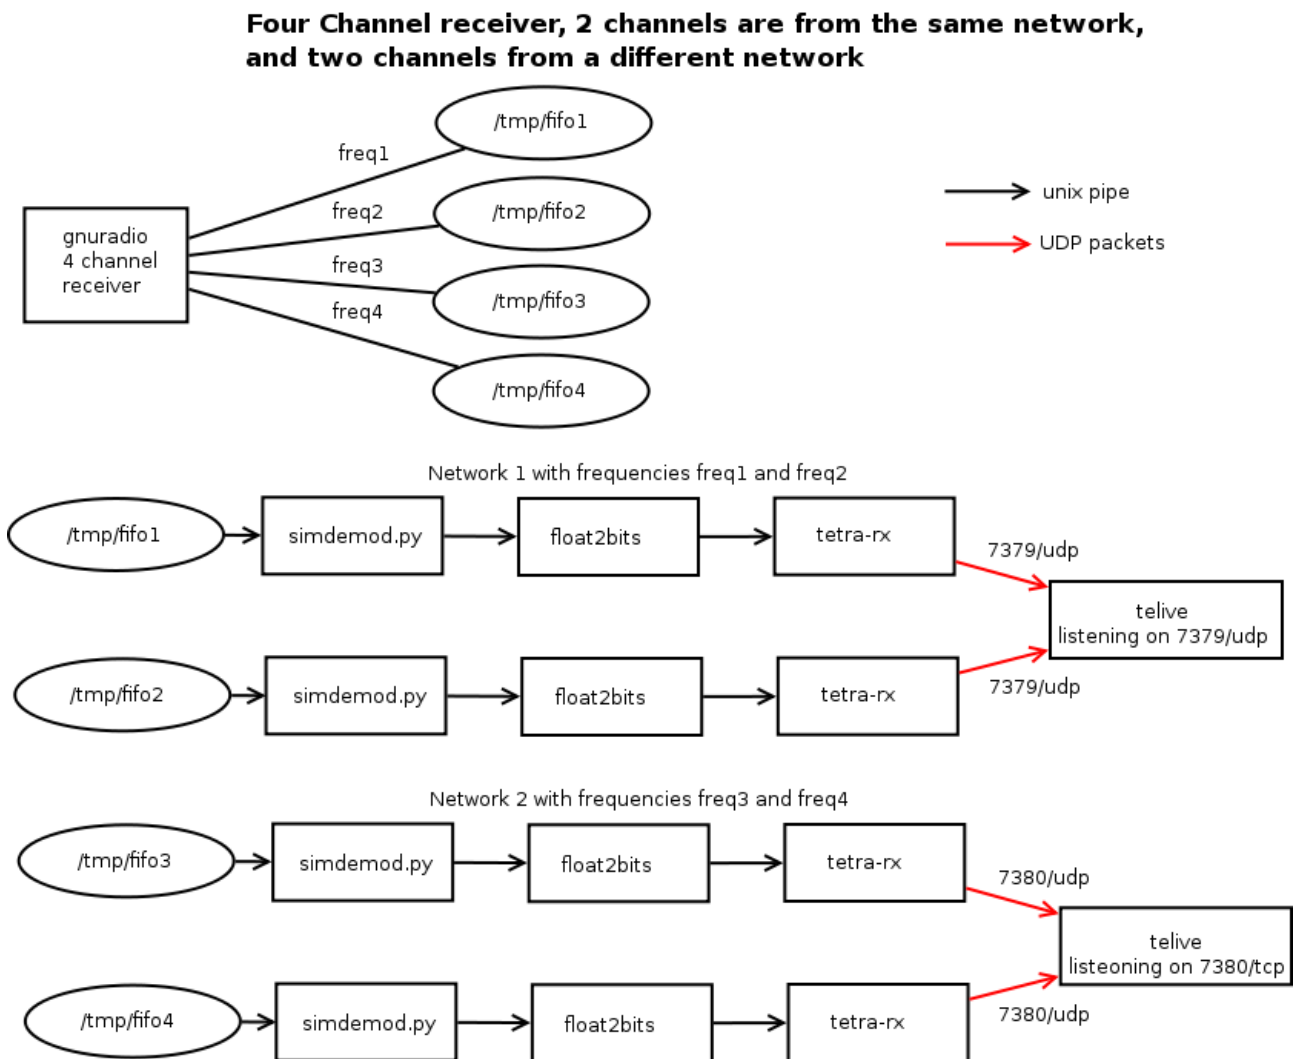 Four Channel receiver, 2 channels are from the same network,
and two channels from a different network
/tmp/fifo1
freq1
unix pipe
freq2
/tmp/fifo2
gnuradio
4 channel
receiver
UDP packets
freq3
/tmp/fifo3
freq4
/tmp/fifo4
Network 1 with frequencies freq1 and freq2
/tmp/fifo1
simdemod.py
float2bits
tetra-rx
7379/udp
telive
listening on 7379/udp
/tmp/fifo2
simdemod.py
float2bits
tetra-rx
7379/udp
Network 2 with frequencies freq3 and freq4
/tmp/fifo3
simdemod.py
float2bits
tetra-rx
7380/udp
telive
listeoning on 7380/tcp
/tmp/fifo4
simdemod.py
float2bits
tetra-rx
7380/udp